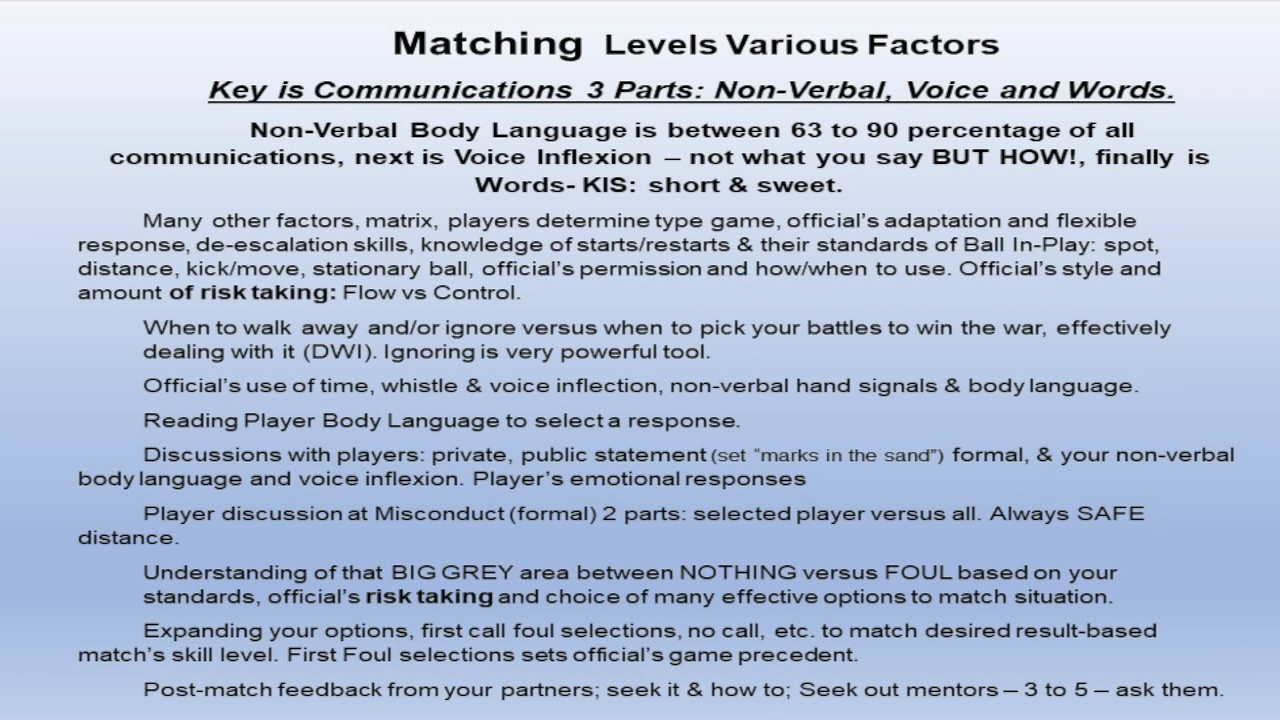 Matching Levels Various Factors
Key is Communications 3 Parts: Non-Verbal, Voice and Words.
Non-Verbal Body Language is between 63 to 90 percentage of all
communications, next is Voice Inflexion – not what you say BUT HOW!, finally is
Words- KIS: short & sweet.
Many other factors, matrix, players determine type game, official's adaptation and flexible
response, de-escalation skills, knowledge of starts/restarts & their standards of Ball In-Play: spot,
distance, kick/move, stationary ball, official's permission and how/when to use. Official's style and
amount of risk taking: Flow vs Control.
When to walk away and/or ignore versus when to pick your battles to win the war, effectively
dealing with it (DWI). Ignoring is very powerful tool.
Official's use of time, whistle & voice inflection, non-verbal hand signals & body language.
Reading Player Body Language to select a response.
Discussions with players: private, public statement (set "marks in the sand") formal, & your non-verbal
body language and voice inflexion. Player's emotional responses
Player discussion at Misconduct (formal) 2 parts: selected player versus all. Always SAFE
distance.
Understanding of that BIG GREY area between NOTHING versus FOUL based on your
standards, official's risk taking and choice of many effective options to match situation.
Expanding your options, first call foul selections, no call, etc. to match desired result-based
match's skill level. First Foul selections sets official's game precedent.
Post-match feedback from your partners; seek it & how to; Seek out mentors – 3 to 5 – ask them.